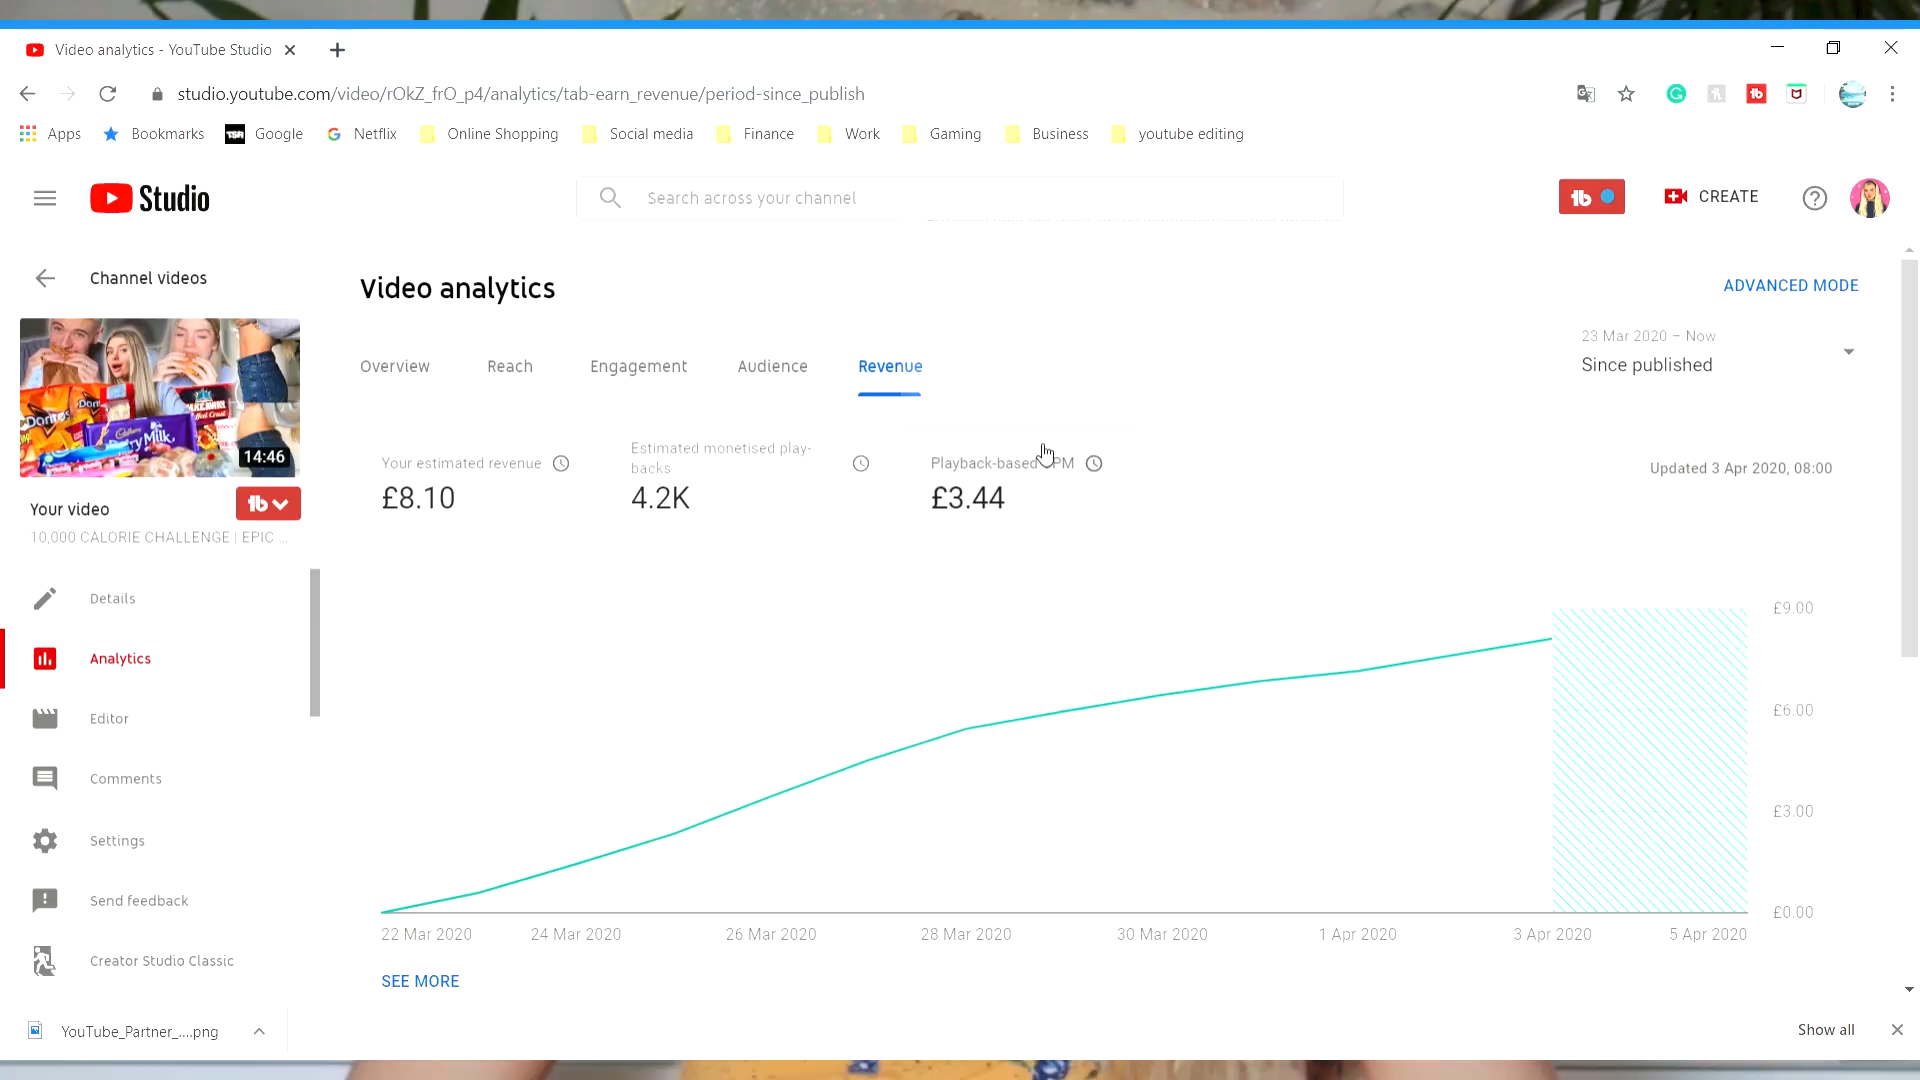 Video analytics - YouTube Studio
studio.youtube.com/video/rOkZ_frO_p4/analytics/tab-earn_revenue/period-since_publish
Apps Bookmarks Google Netflix Online Shopping Social media Finance Work Gaming Business youtube editing
Studio
Search across your channel
CREATE
Channel videos
Video analytics
ADVANCED MODE
23 Mar 2020 – Now
Since published
Overview Reach Engagement Audience Revenue
Doritos
Cadbury
Dairy Milk
TAKEAWAY
14:46
Your video
10,000 CALORIE CHALLENGE | EPIC ...
Your estimated revenue
£8.10
Estimated monetised play-
backs
4.2K
Playback-based PM
£3.44
Updated 3 Apr 2020, 08:00
Details
Analytics
Editor
Comments
Settings
Send feedback
Creator Studio Classic
£9.00
£6.00
£3.00
£0.00
22 Mar 2020 24 Mar 2020 26 Mar 2020 28 Mar 2020 30 Mar 2020 1 Apr 2020 3 Apr 2020 5 Apr 2020
SEE MORE
YouTube_Partner_....png
Show all